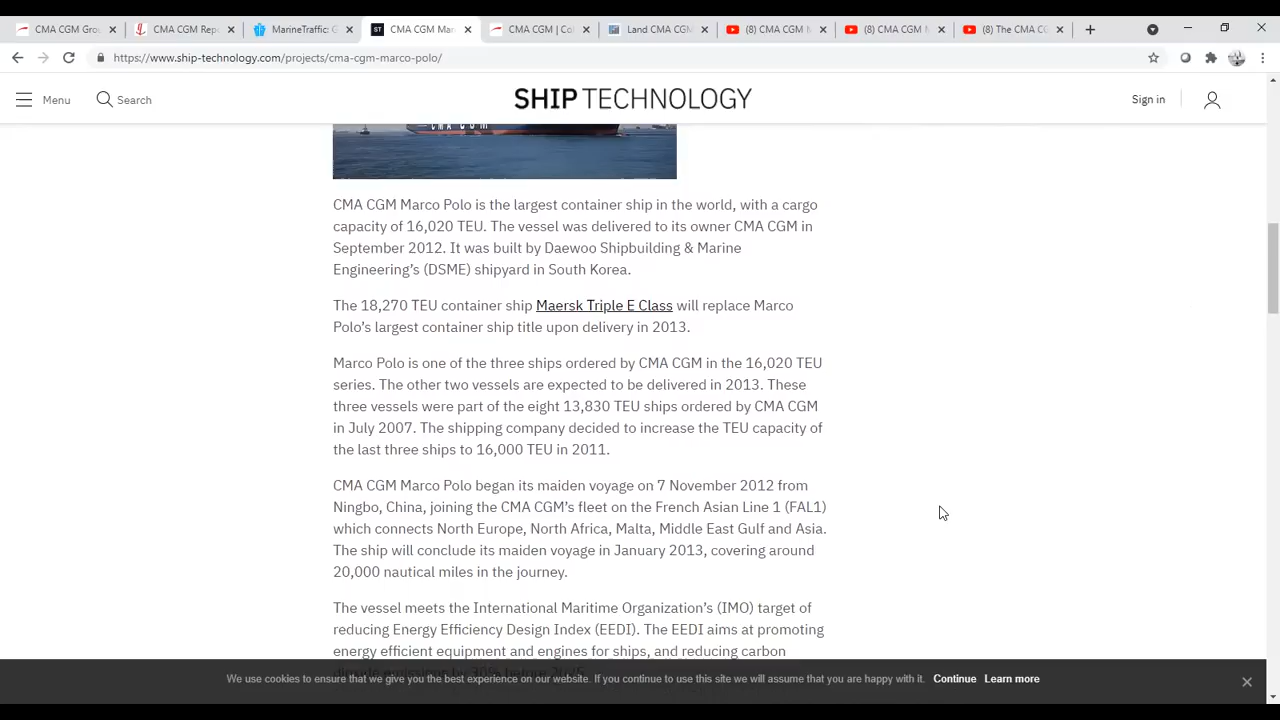 CMA CGM Grou
CMA CGM Repo
MarineTraffic: G
CMA CGM Mar
CMA CGM | Col
Land CMA CGM
(8) CMA CGM M
(8) CMA CGM M
(8) The CMA CG
https://www.ship-technology.com/projects/cma-cgm-marco-polo/
Menu
Search
SHIP TECHNOLOGY
Sign in
CMA CGM
CMA CGM Marco Polo is the largest container ship in the world, with a cargo
capacity of 16,020 TEU. The vessel was delivered to its owner CMA CGM in
September 2012. It was built by Daewoo Shipbuilding & Marine
Engineering's (DSME) shipyard in South Korea.
The 18,270 TEU container ship Maersk Triple E Class will replace Marco
Polo's largest container ship title upon delivery in 2013.
Marco Polo is one of the three ships ordered by CMA CGM in the 16,020 TEU
series. The other two vessels are expected to be delivered in 2013. These
three vessels were part of the eight 13,830 TEU ships ordered by CMA CGM
in July 2007. The shipping company decided to increase the TEU capacity of
the last three ships to 16,000 TEU in 2011.
CMA CGM Marco Polo began its maiden voyage on 7 November 2012 from
Ningbo, China, joining the CMA CGM's fleet on the French Asian Line 1 (FAL1)
which connects North Europe, North Africa, Malta, Middle East Gulf and Asia.
The ship will conclude its maiden voyage in January 2013, covering around
20,000 nautical miles in the journey.
The vessel meets the International Maritime Organization's (IMO) target of
reducing Energy Efficiency Design Index (EEDI). The EEDI aims at promoting
energy efficient equipment and engines for ships, and reducing carbon
We use cookies to ensure that we give you the best experience on our website. If you continue to use this site we will assume that you are happy with it. Continue Learn more